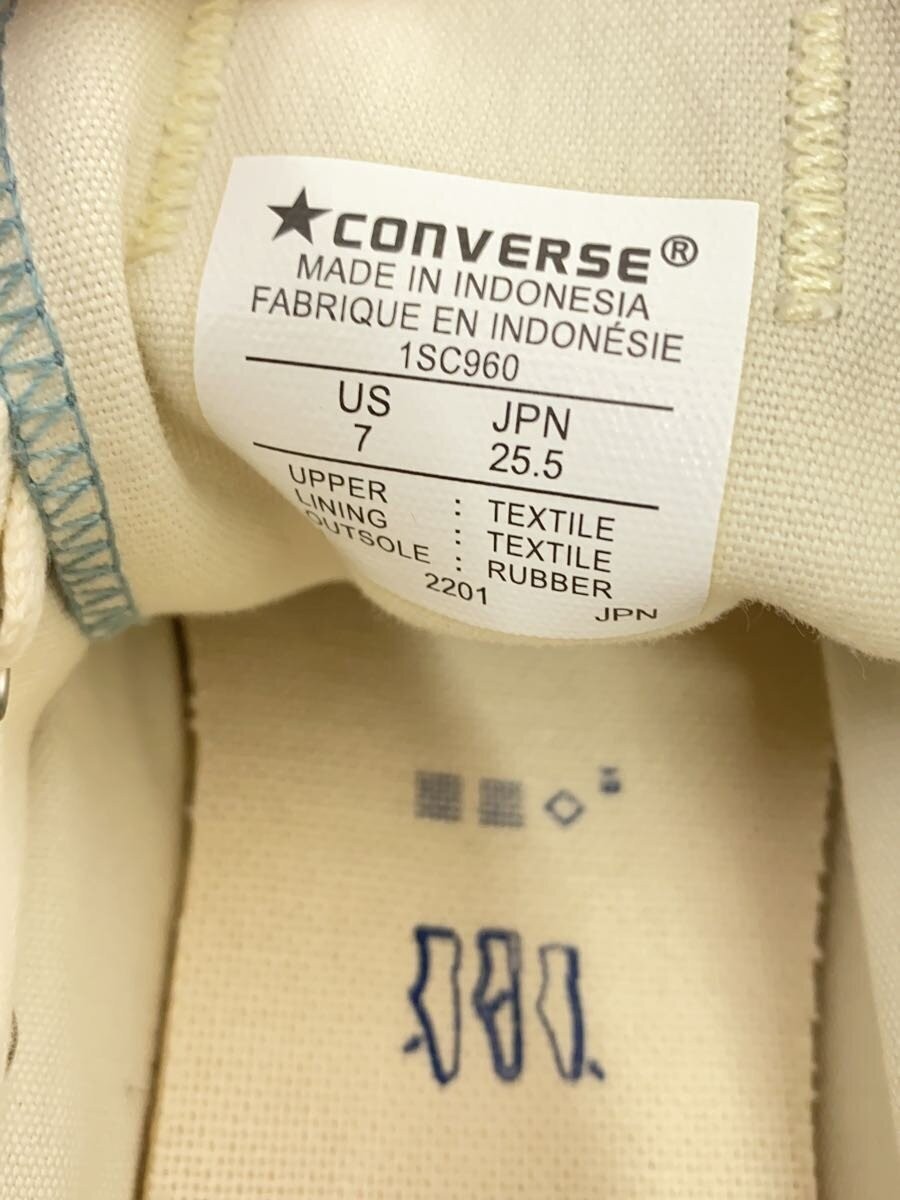 ★CONVERSE®
MADE IN INDONESIA
FABRIQUE EN INDONÉSIE
1SC960
US JPN
7 25.5
UPPER : TEXTILE
LINING : TEXTILE
OUTSOLE : RUBBER
2201 JPN